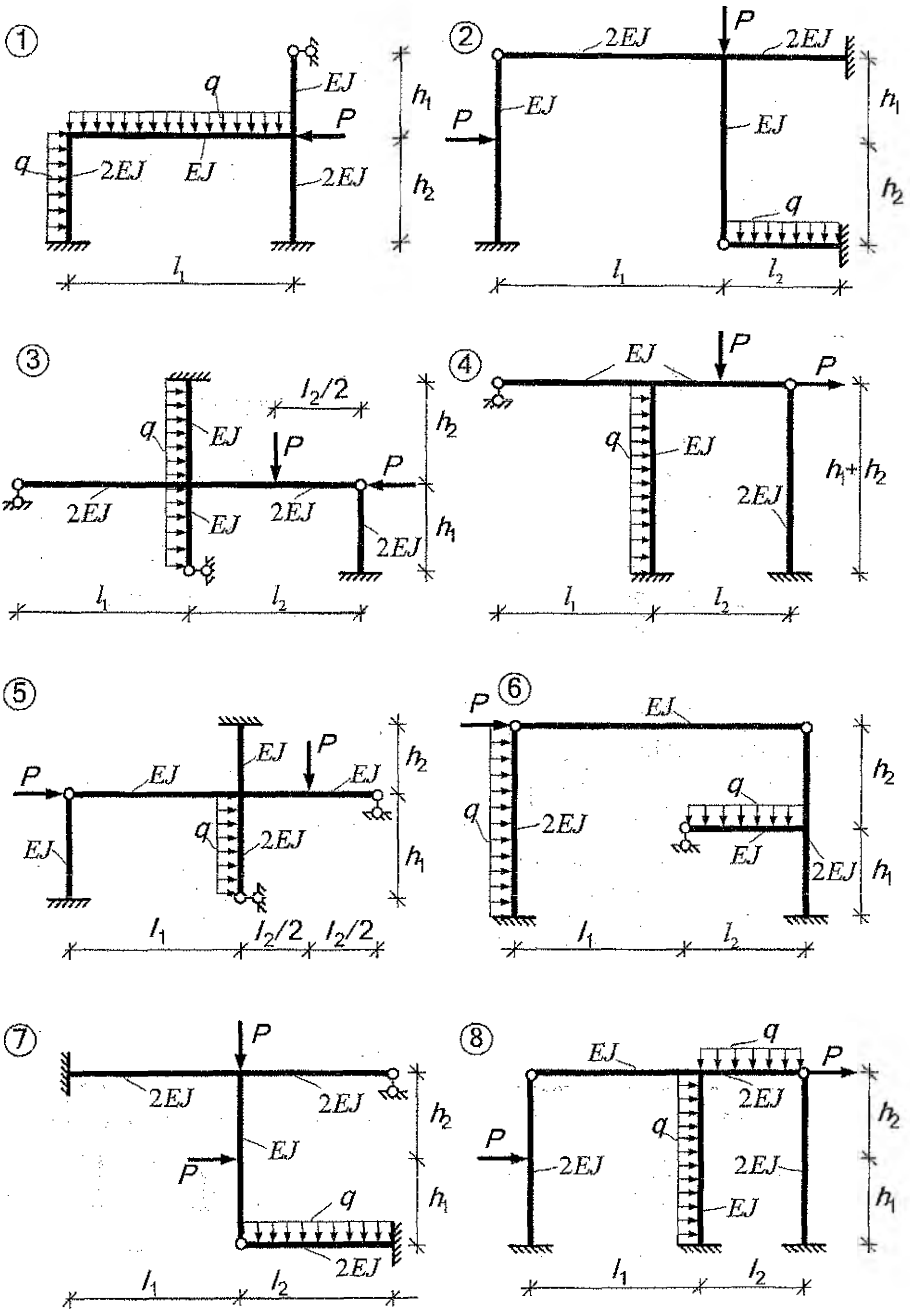 1
EJ
q
P
h₁
q
2EJ
EJ
2EJ
h₂
l₁
2
P
2EJ
2EJ
P
EJ
EJ
h₁
h₂
q
l₁
l₂
3
l₂/2
q
EJ
P
P
h₂
2EJ
EJ
2EJ
2EJ
h₁
l₁
l₂
4
EJ
P
P
q
EJ
2EJ
h₁+h₂
l₁
l₂
5
P
EJ
EJ
P
EJ
h₂
EJ
q
2EJ
h₁
l₁
l₂/2
l₂/2
6
P
EJ
q
2EJ
q
EJ
2EJ
h₂
h₁
l₁
l₂
7
P
2EJ
2EJ
h₂
EJ
P
q
h₁
2EJ
l₁
l₂
8
EJ
q
P
2EJ
q
h₂
P
2EJ
2EJ
EJ
h₁
l₁
l₂